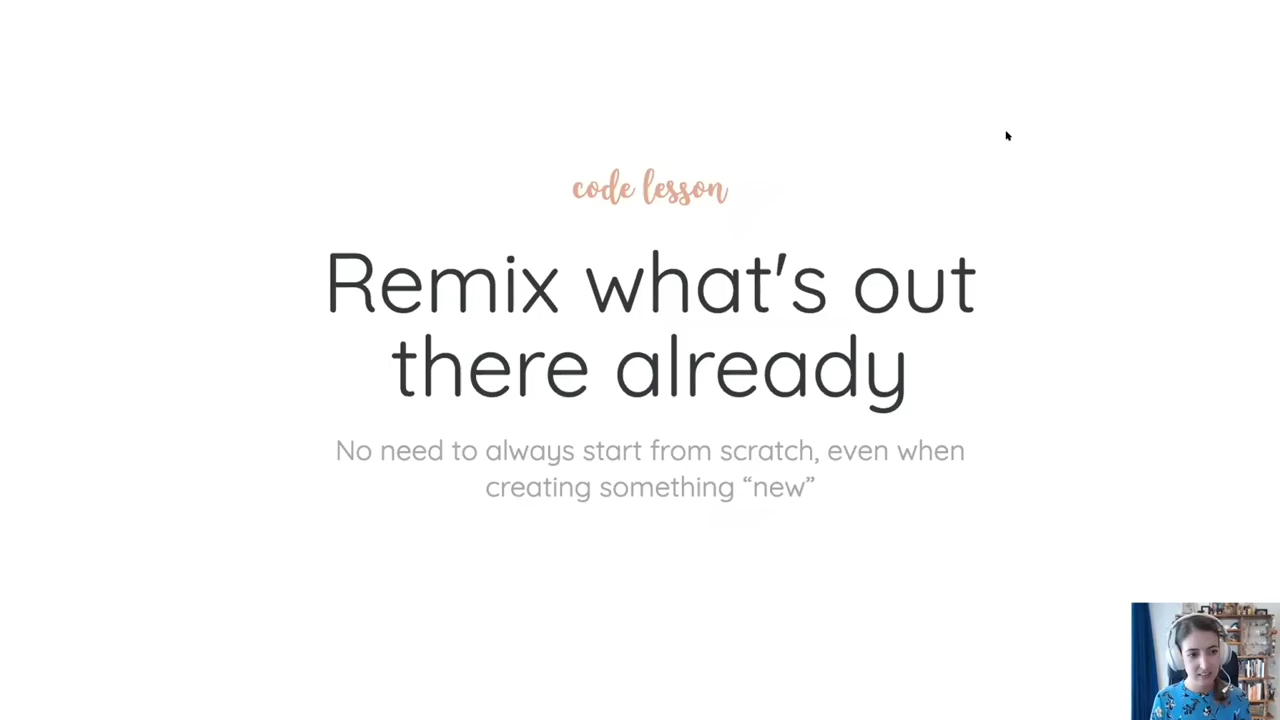 code lesson
Remix what's out
there already
No need to always start from scratch, even when
creating something “new”